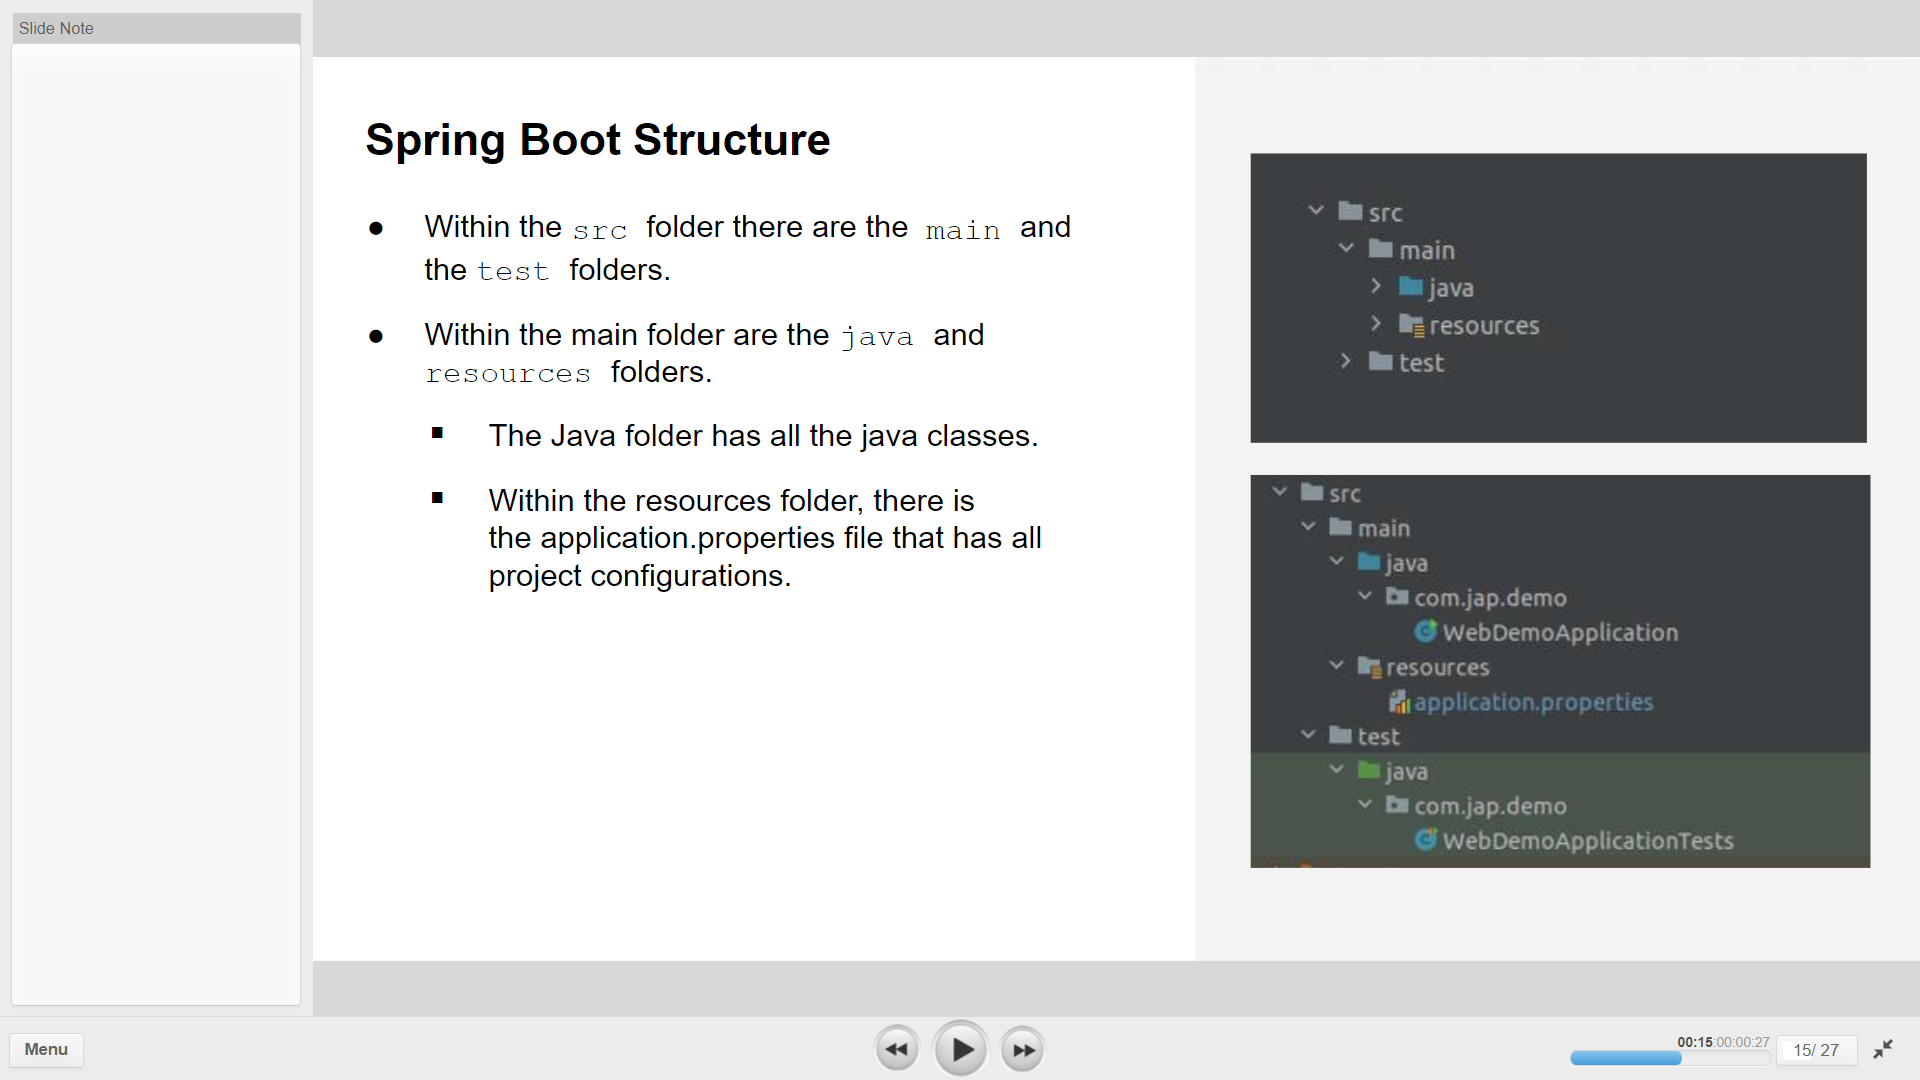 Slide Note
Spring Boot Structure
● Within the src folder there are the main and
the test folders.
● Within the main folder are the java and
resources folders.
▪ The Java folder has all the java classes.
▪ Within the resources folder, there is
the application.properties file that has all
project configurations.
src
main
java
resources
test
src
main
java
com.jap.demo
WebDemoApplication
resources
application.properties
test
java
com.jap.demo
WebDemoApplicationTests
Menu
00:15:00:00:27
15/ 27